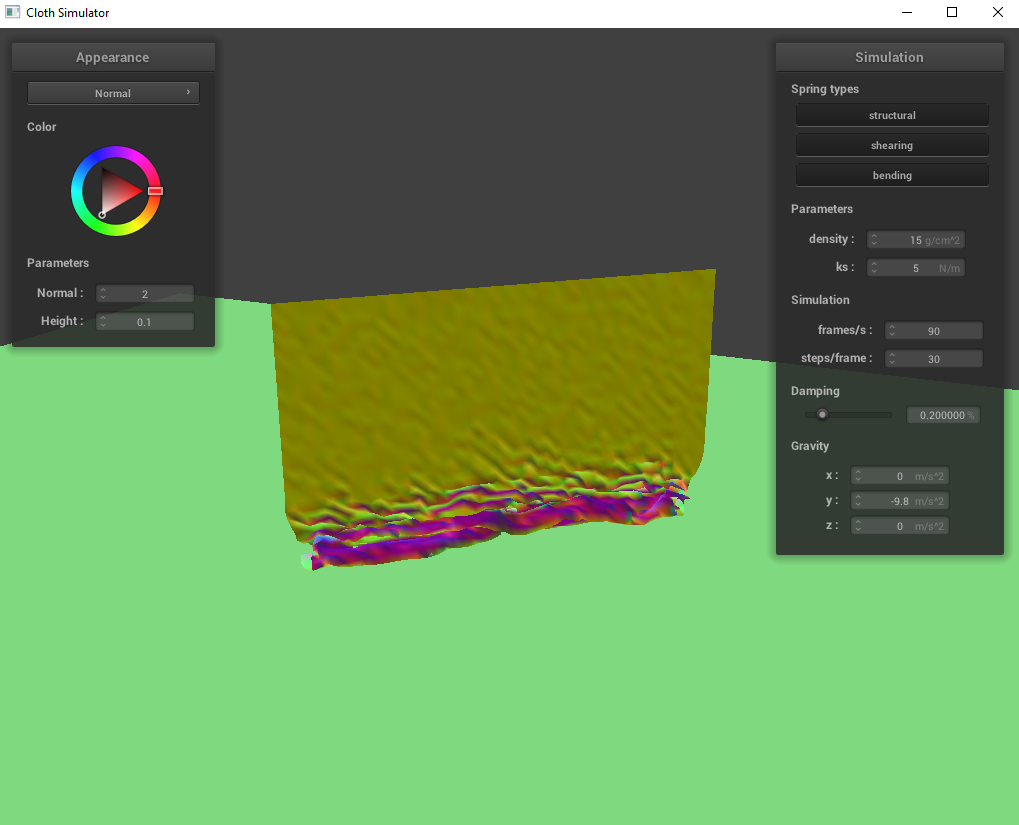 Cloth Simulator
Appearance
Normal
Color
Parameters
Normal : 2
Height : 0.1
Simulation
Spring types
structural
shearing
bending
Parameters
density : 15 g/cm^2
ks : 5 N/m
Simulation
frames/s : 90
steps/frame : 30
Damping
0.200000 %
Gravity
x : 0 m/s^2
y : -9.8 m/s^2
z : 0 m/s^2